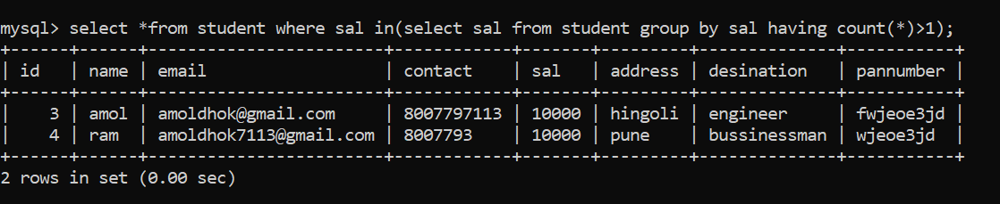 mysql> select *from student where sal in(select sal from student group by sal having count(*)>1);
+------+------+------------------------+------------+-------+---------+--------------+-----------+
| id   | name | email                  | contact    | sal   | address | desination   | pannumber |
+------+------+------------------------+------------+-------+---------+--------------+-----------+
|    3 | amol | amoldhok@gmail.com     | 8007797113 | 10000 | hingoli | engineer     | fwjeoe3jd |
|    4 | ram  | amoldhok7113@gmail.com | 8007793    | 10000 | pune    | bussinessman | wjeoe3jd  |
+------+------+------------------------+------------+-------+---------+--------------+-----------+
2 rows in set (0.00 sec)